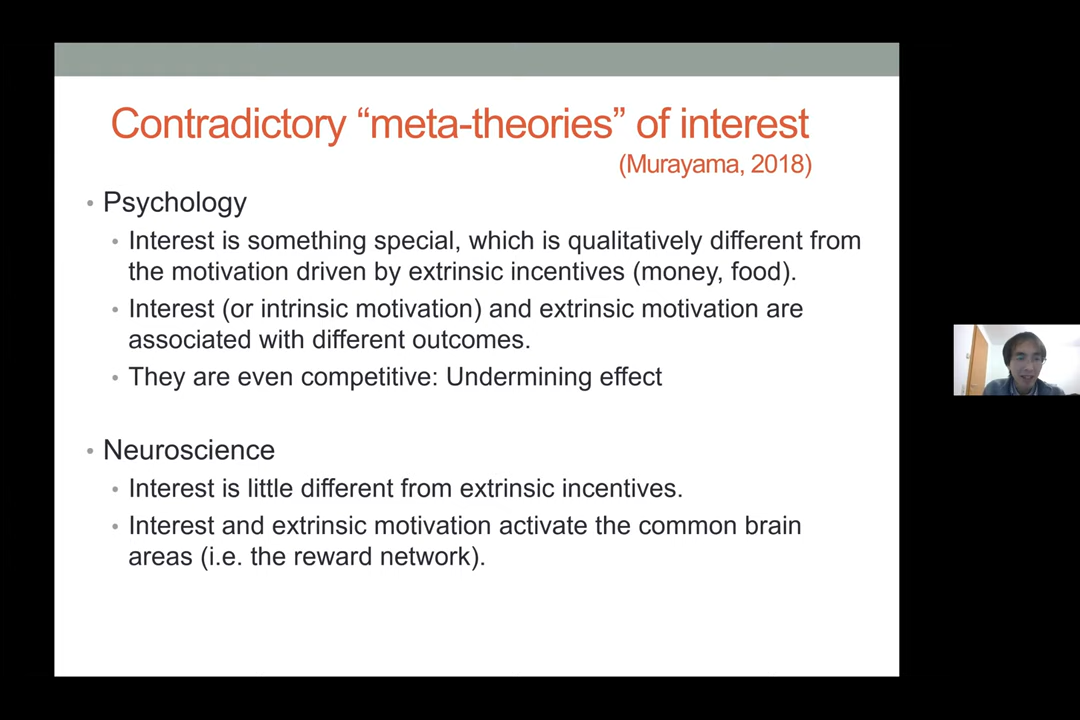 Contradictory “meta-theories” of interest
(Murayama, 2018)
• Psychology
• Interest is something special, which is qualitatively different from
the motivation driven by extrinsic incentives (money, food).
• Interest (or intrinsic motivation) and extrinsic motivation are
associated with different outcomes.
• They are even competitive: Undermining effect
• Neuroscience
• Interest is little different from extrinsic incentives.
• Interest and extrinsic motivation activate the common brain
areas (i.e. the reward network).